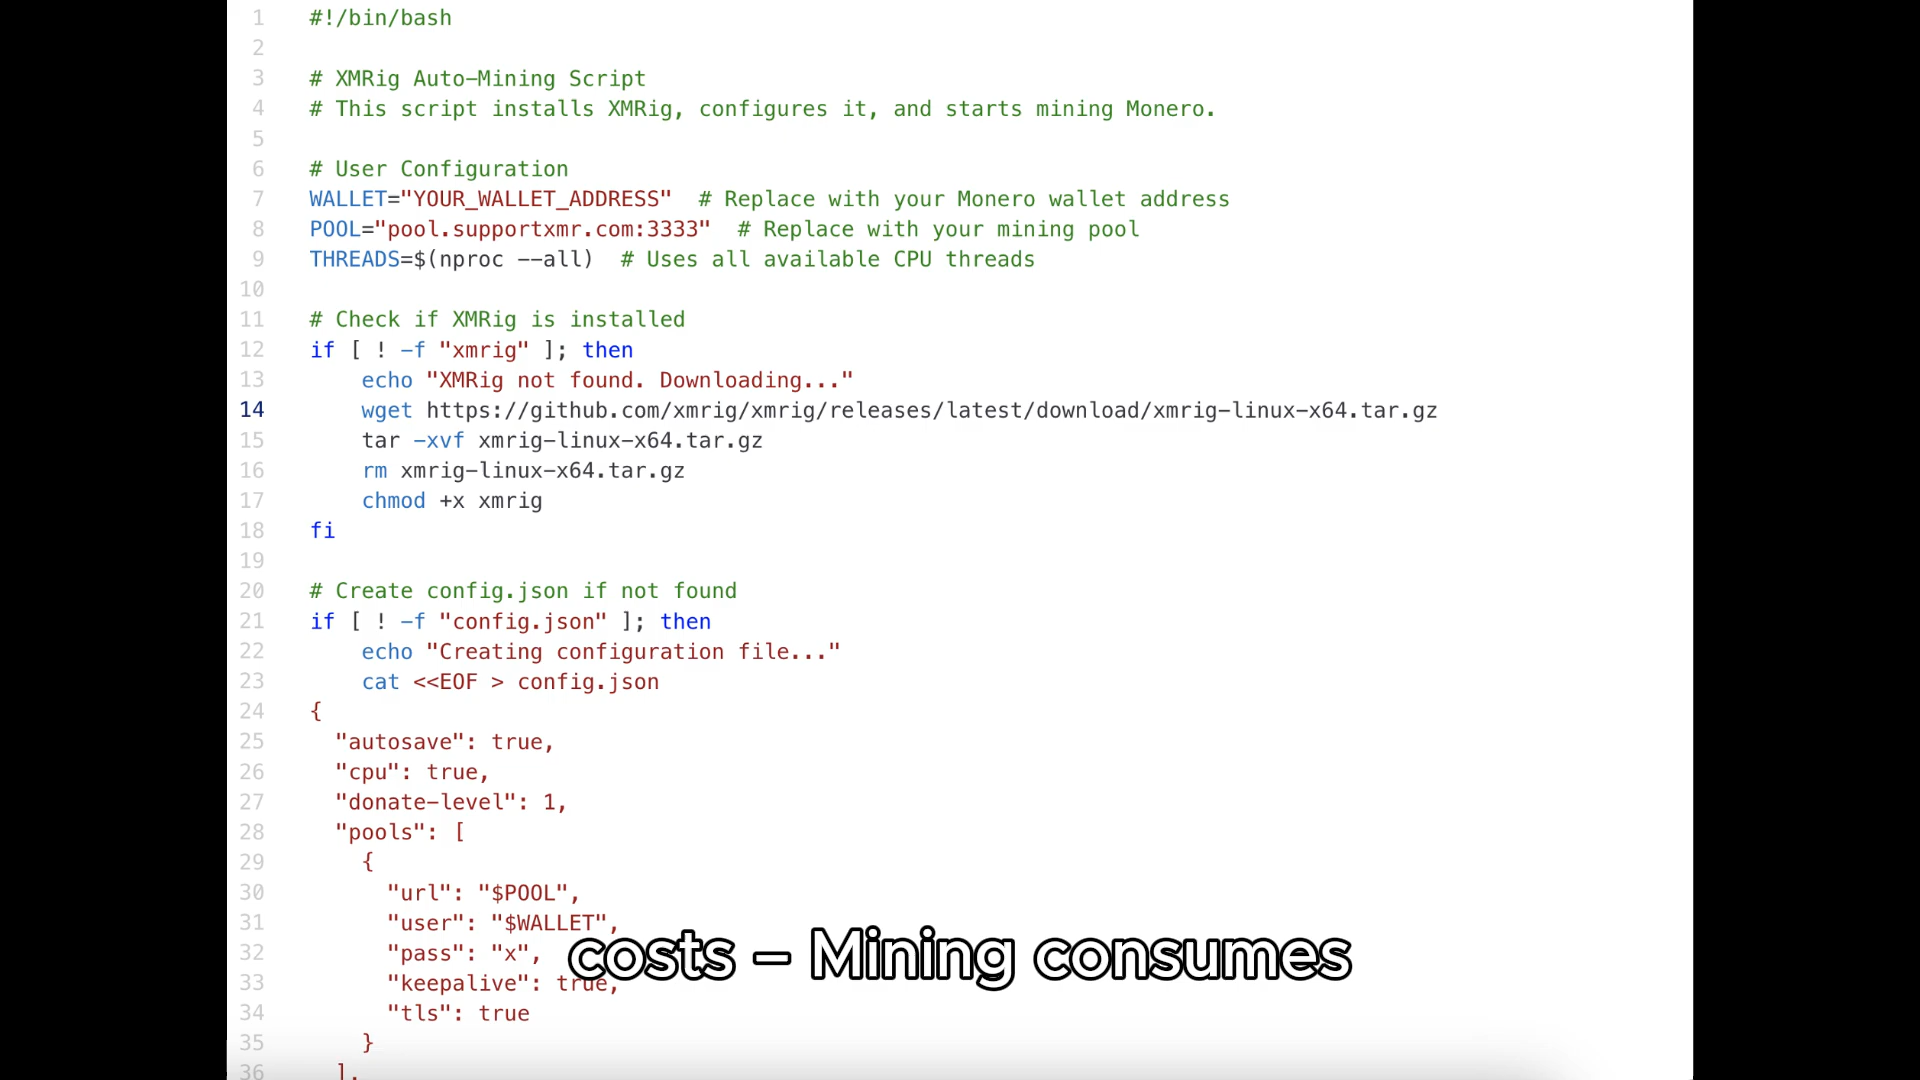 1 #!/bin/bash
2
3 # XMRig Auto-Mining Script
4 # This script installs XMRig, configures it, and starts mining Monero.
5
6 # User Configuration
7 WALLET="YOUR_WALLET_ADDRESS"  # Replace with your Monero wallet address
8 POOL="pool.supportxmr.com:3333"  # Replace with your mining pool
9 THREADS=$(nproc --all)  # Uses all available CPU threads
10
11 # Check if XMRig is installed
12 if [ ! -f "xmrig" ]; then
13     echo "XMRig not found. Downloading..."
14     wget https://github.com/xmrig/xmrig/releases/latest/download/xmrig-linux-x64.tar.gz
15     tar -xvf xmrig-linux-x64.tar.gz
16     rm xmrig-linux-x64.tar.gz
17     chmod +x xmrig
18 fi
19
20 # Create config.json if not found
21 if [ ! -f "config.json" ]; then
22     echo "Creating configuration file..."
23     cat <<EOF > config.json
24 {
25   "autosave": true,
26   "cpu": true,
27   "donate-level": 1,
28   "pools": [
29     {
30       "url": "$POOL",
31       "user": "$WALLET",
32       "pass": "x",
costs – Mining consumes
33       "keepalive": true,
34       "tls": true
35     }
36   ],